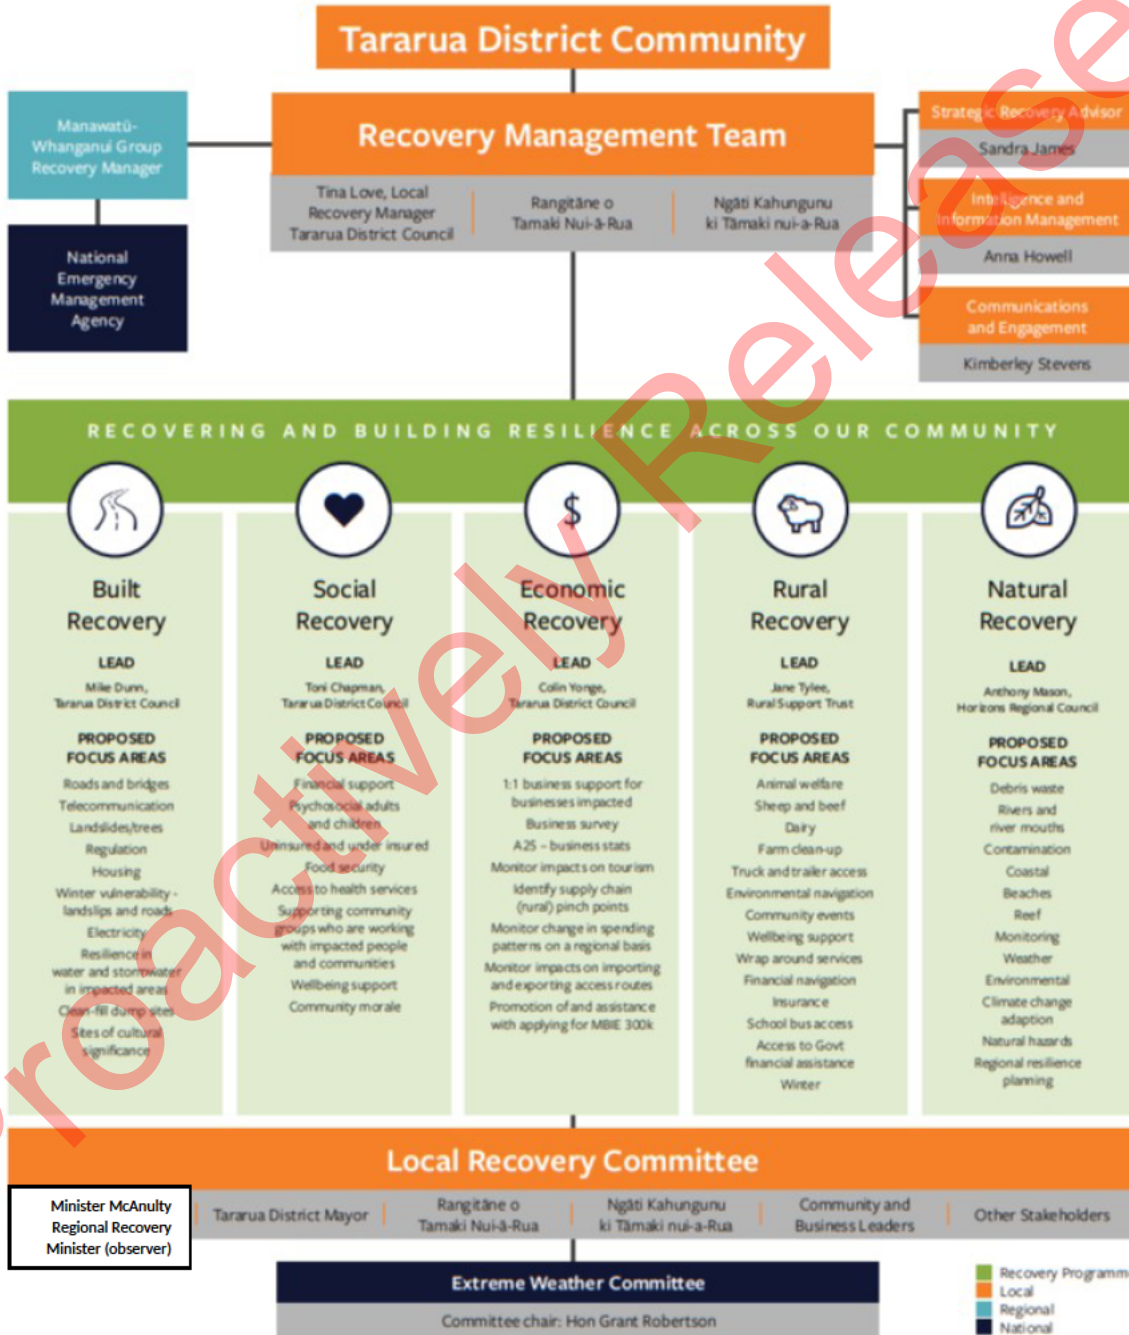 Tararua District Community
Manawatū-
Whanganui Group
Recovery Manager
National
Emergency
Management
Agency
Recovery Management Team
Tina Love, Local
Recovery Manager
Tararua District Council
Rangitāne o
Tamaki Nui-ā-Rua
Ngāti Kahungunu
ki Tāmaki nui-a-Rua
Strategic Recovery Advisor
Sandra James
Intelligence and
Information Management
Anna Howell
Communications
and Engagement
Kimberley Stevens
RECOVERING AND BUILDING RESILIENCE ACROSS OUR COMMUNITY
$
Built
Recovery
LEAD
Mike Dunn,
Tararua District Council
PROPOSED
FOCUS AREAS
Roads and bridges
Telecommunication
Landslides/trees
Regulation
Housing
Winter vulnerability -
landslips and roads
Electricity
Resilience in
water and stormwater
in impacted areas
Clean-fill dump sites
Sites of cultural
significance
Social
Recovery
LEAD
Toni Chapman,
Tararua District Council
PROPOSED
FOCUS AREAS
Financial support
Psychosocial adults
and children
Uninsured and under insured
Food security
Access to health services
Supporting community
groups who are working
with impacted people
and communities
Wellbeing support
Community morale
Economic
Recovery
LEAD
Colin Yonge,
Tararua District Council
PROPOSED
FOCUS AREAS
1:1 business support for
businesses impacted
Business survey
A2S – business stats
Monitor impacts on tourism
Identify supply chain
(rural) pinch points
Monitor change in spending
patterns on a regional basis
Monitor impacts on importing
and exporting access routes
Promotion of and assistance
with applying for MBIE 300k
Rural
Recovery
LEAD
Jane Tylee,
Rural Support Trust
PROPOSED
FOCUS AREAS
Animal welfare
Sheep and beef
Dairy
Farm clean-up
Truck and trailer access
Environmental navigation
Community events
Wellbeing support
Wrap around services
Financial navigation
Insurance
School bus access
Access to Govt
financial assistance
Winter
Natural
Recovery
LEAD
Anthony Mason,
Horizons Regional Council
PROPOSED
FOCUS AREAS
Debris waste
Rivers and
river mouths
Contamination
Coastal
Beaches
Reef
Monitoring
Weather
Environmental
Climate change
adaption
Natural hazards
Regional resilience
planning
Local Recovery Committee
Minister McAnulty
Regional Recovery
Minister (observer)
Tararua District Mayor
Rangitāne o
Tamaki Nui-ā-Rua
Ngāti Kahungunu
ki Tāmaki nui-a-Rua
Community and
Business Leaders
Other Stakeholders
Extreme Weather Committee
Committee chair: Hon Grant Robertson
Recovery Programme
Local
Regional
National
Proactively Release